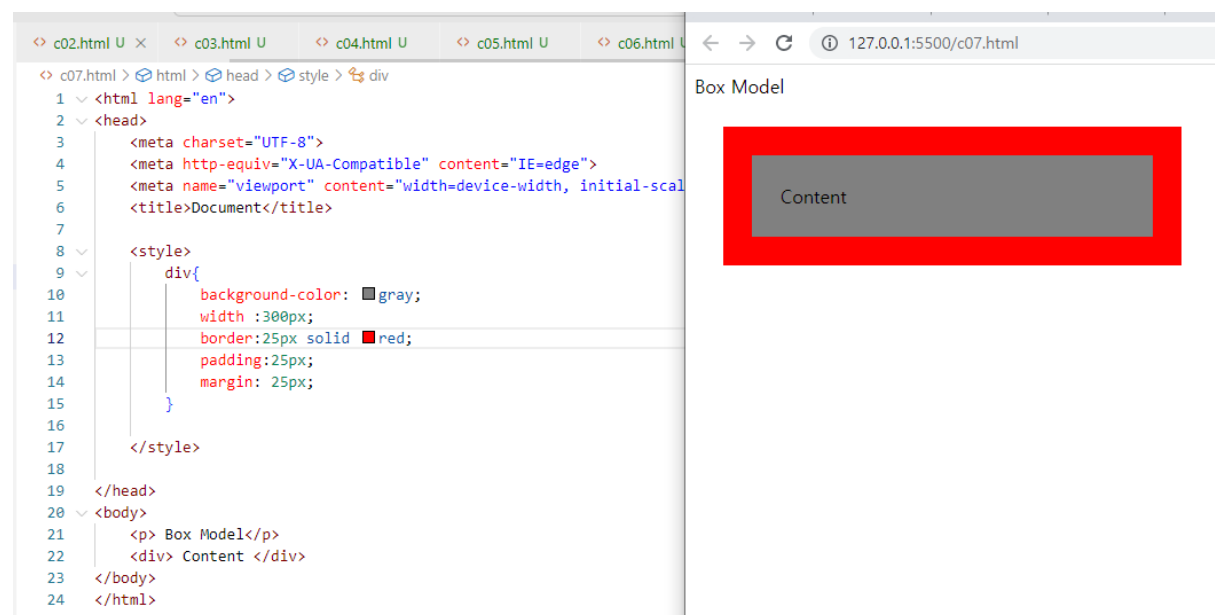 c02.html U × c03.html U c04.html U c05.html U c06.html U
127.0.0.1:5500/c07.html
c07.html > html > head > style > div
1 <html lang="en">
2 <head>
3 <meta charset="UTF-8">
4 <meta http-equiv="X-UA-Compatible" content="IE=edge">
5 <meta name="viewport" content="width=device-width, initial-scal
6 <title>Document</title>
7
8 <style>
9 div{
10 background-color: gray;
11 width :300px;
12 border:25px solid red;
13 padding:25px;
14 margin: 25px;
15 }
16
17 </style>
18
19 </head>
20 <body>
21 <p> Box Model</p>
22 <div> Content </div>
23 </body>
24 </html>
Box Model
Content